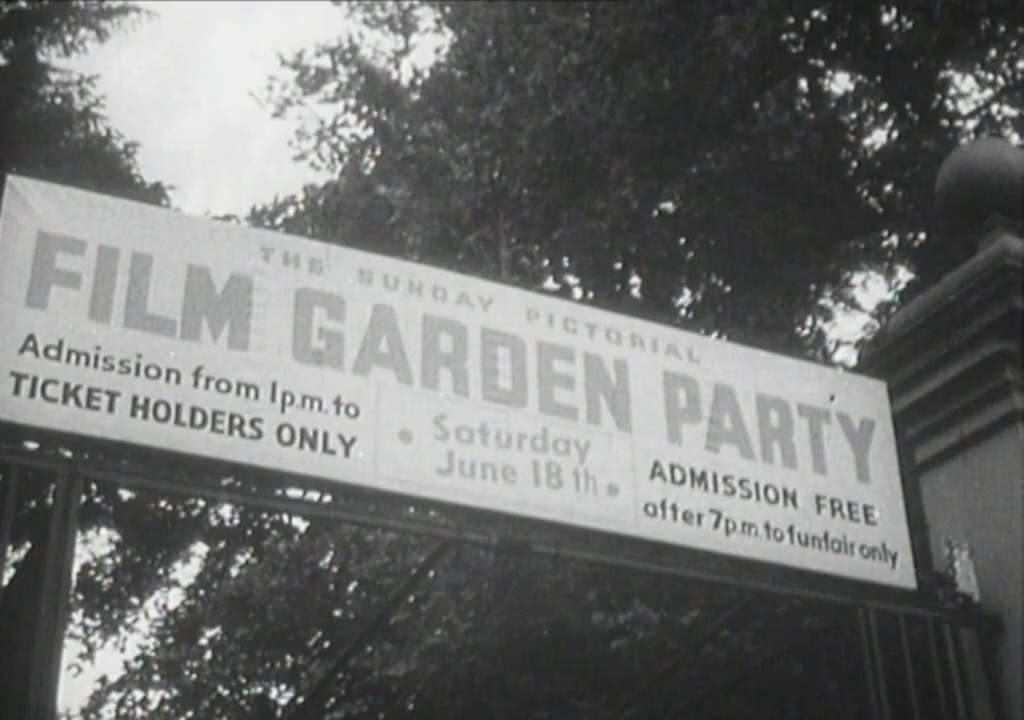 THE SUNDAY PICTORIAL
FILM GARDEN PARTY
Admission from 1p.m. to
TICKET HOLDERS ONLY
• Saturday
June 18th •
ADMISSION FREE
after 7p.m. to funfair only